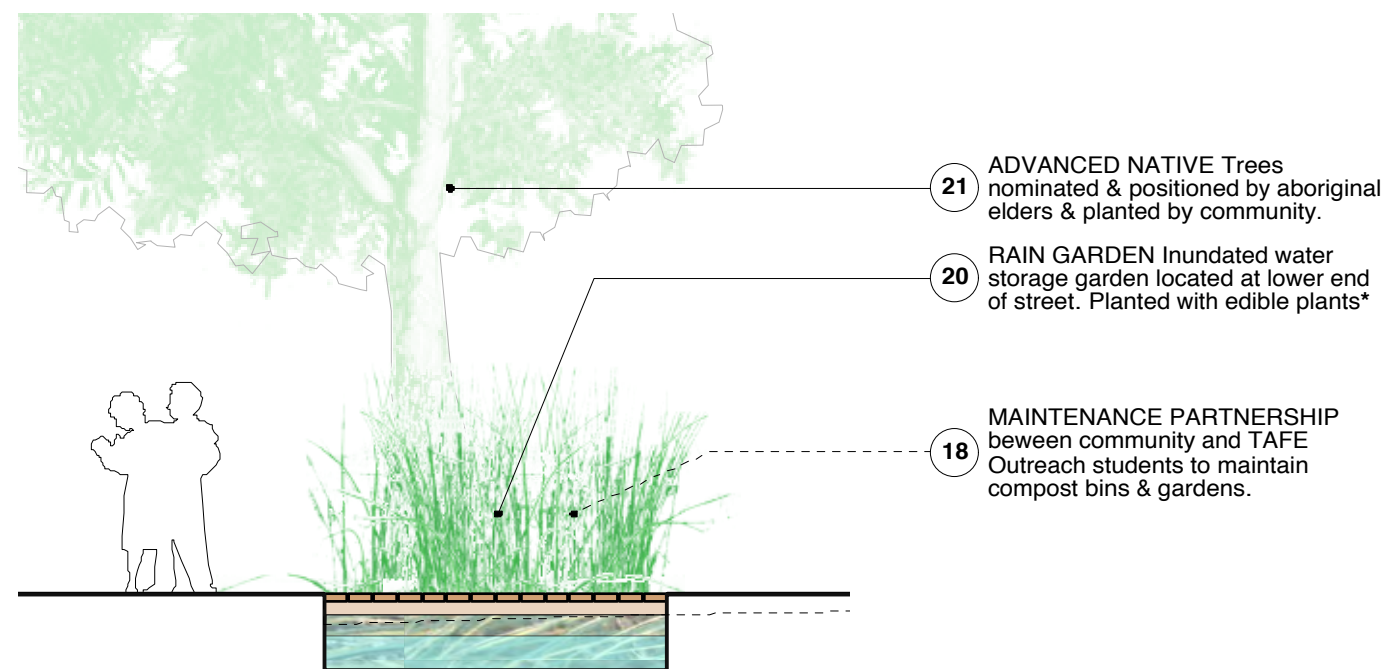 21
ADVANCED NATIVE Trees
nominated & positioned by aboriginal
elders & planted by community.
20
RAIN GARDEN Inundated water
storage garden located at lower end
of street. Planted with edible plants*
18
MAINTENANCE PARTNERSHIP
beween community and TAFE
Outreach students to maintain
compost bins & gardens.